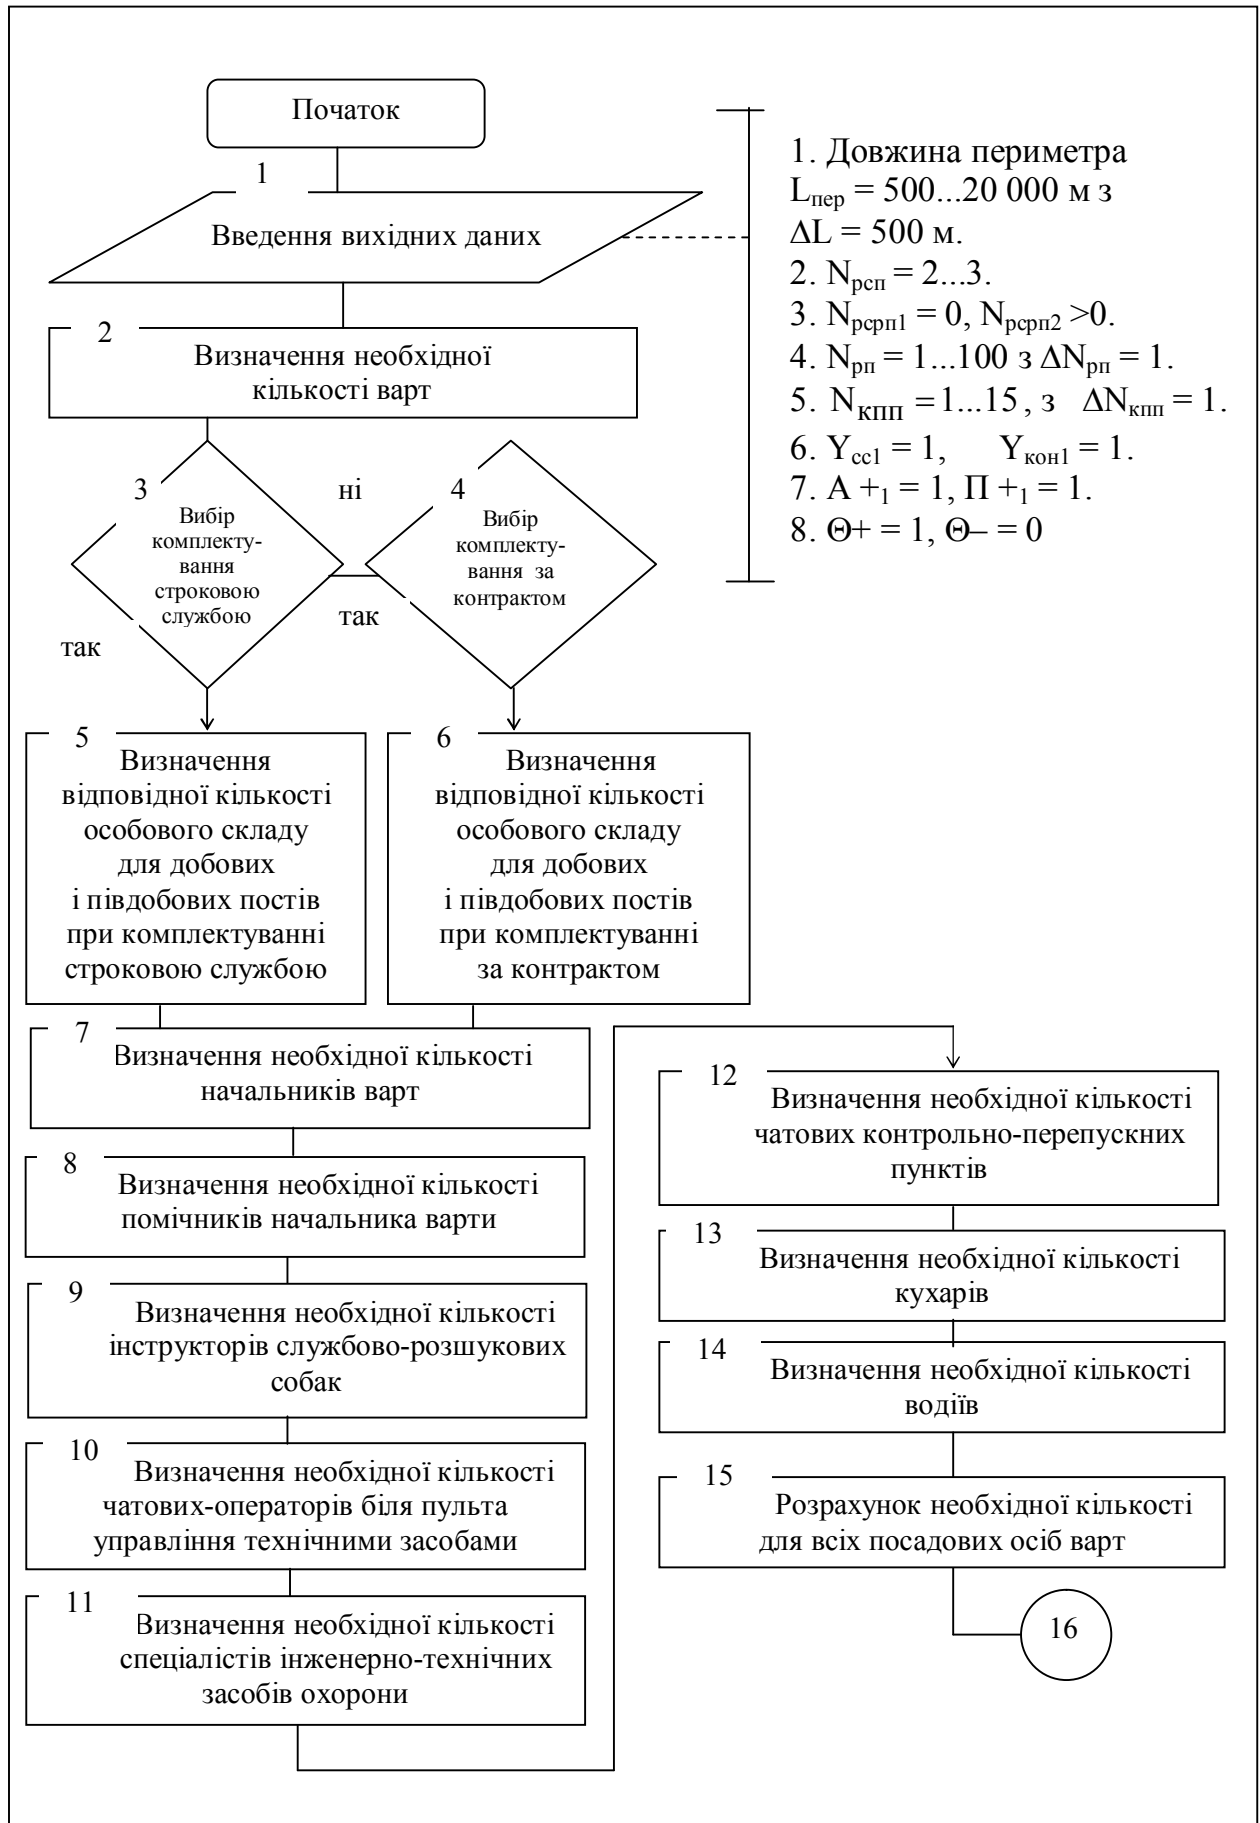 Початок
1
Введення вихідних даних
1. Довжина периметра
Lпер = 500...20 000 м з
ΔL = 500 м.
2. Nрсп = 2...3.
3. Nрсрп1 = 0, Nрсрп2 >0.
4. Nрп = 1...100 з ΔNрп = 1.
5. Nкпп = 1...15 , з ΔNкпп = 1.
6. Yсс1 = 1, Yкон1 = 1.
7. А +1 = 1, П +1 = 1.
8. Θ+ = 1, Θ– = 0
2
Визначення необхідної
кількості варт
3
Вибір
комплекту-
вання
строковою
службою
ні
так
так
4
Вибір
комплекту-
вання за
контрактом
5
Визначення
відповідної кількості
особового складу
для добових
і півдобових постів
при комплектуванні
строковою службою
6
Визначення
відповідної кількості
особового складу
для добових
і півдобових постів
при комплектуванні
за контрактом
7
Визначення необхідної кількості
начальників варт
8
Визначення необхідної кількості
помічників начальника варти
9
Визначення необхідної кількості
інструкторів службово-розшукових
собак
10
Визначення необхідної кількості
чатових-операторів біля пульта
управління технічними засобами
11
Визначення необхідної кількості
спеціалістів інженерно-технічних
засобів охорони
12
Визначення необхідної кількості
чатових контрольно-перепускних
пунктів
13
Визначення необхідної кількості
кухарів
14
Визначення необхідної кількості
водіїв
15
Розрахунок необхідної кількості
для всіх посадових осіб варт
16